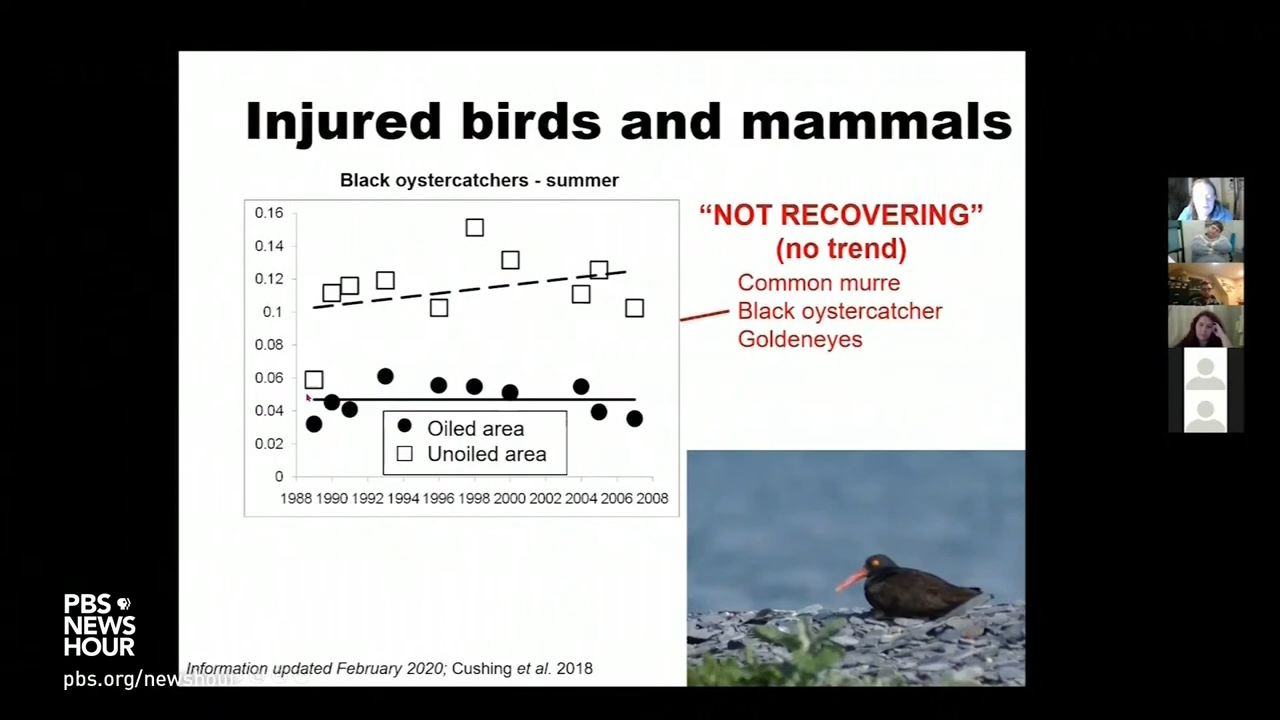 Injured birds and mammals
Black oystercatchers - summer
0.16
0.14
0.12
0.1
0.08
0.06
0.04
0.02
0
1988 1990 1992 1994 1996 1998 2000 2002 2004 2006 2008
Oiled area
Unoiled area
“NOT RECOVERING”
(no trend)
Common murre
Black oystercatcher
Goldeneyes
Information updated February 2020; Cushing et al. 2018
PBS
NEWS
HOUR
pbs.org/newshour